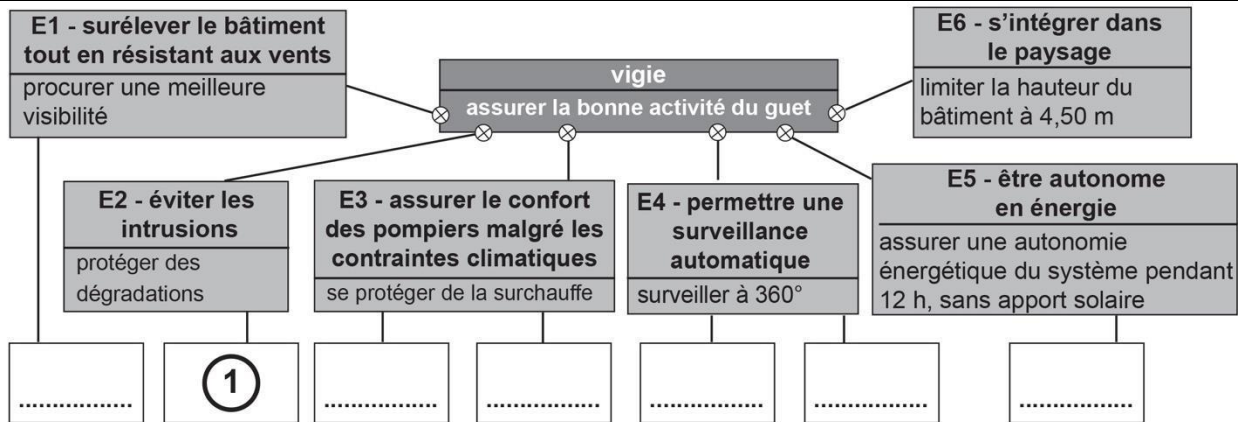 E1 - surélever le bâtiment
tout en résistant aux vents
procurer une meilleure
visibilité
vigie
assurer la bonne activité du guet
E6 - s'intégrer dans
le paysage
limiter la hauteur du
bâtiment à 4,50 m
E2 - éviter les
intrusions
protéger des
dégradations
E3 - assurer le confort
des pompiers malgré les
contraintes climatiques
se protéger de la surchauffe
E4 - permettre une
surveillance
automatique
surveiller à 360°
E5 - être autonome
en énergie
assurer une autonomie
énergétique du système pendant
12 h, sans apport solaire
.................
1
.................
.................
.................
.................
.................